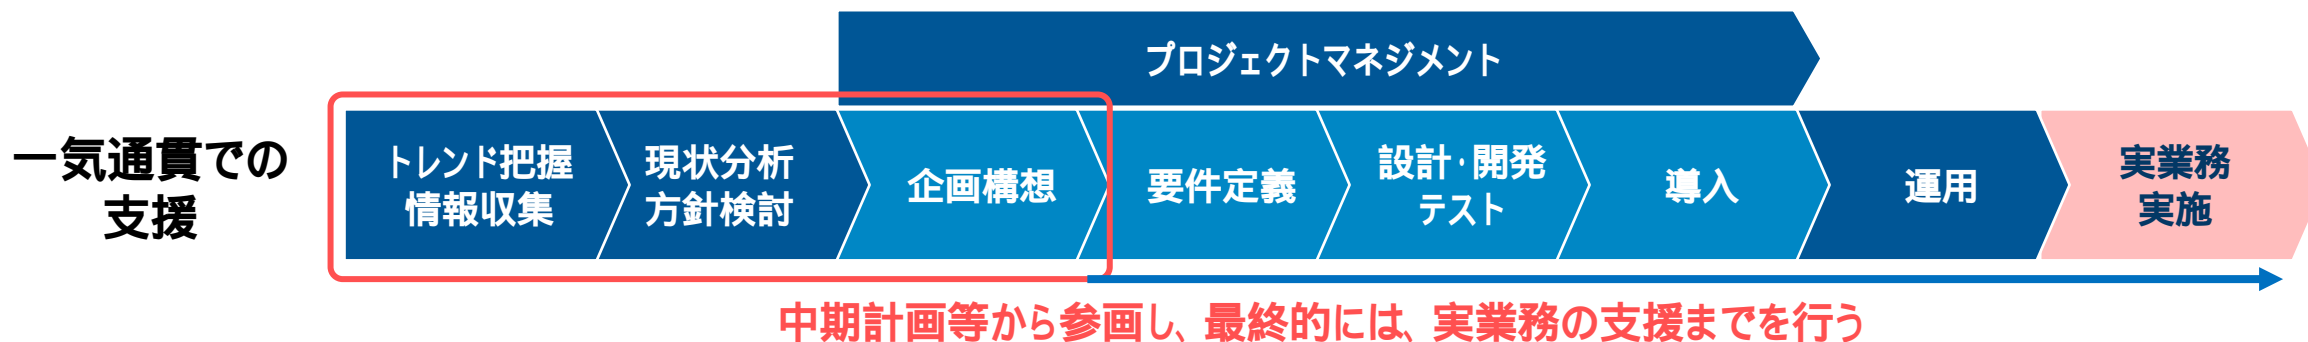 プロジェクトマネジメント
一気通貫での
支援
トレンド把握
情報収集
現状分析
方針検討
企画構想
要件定義
設計・開発
テスト
導入
運用
実業務
実施
中期計画等から参画し、最終的には、実業務の支援までを行う